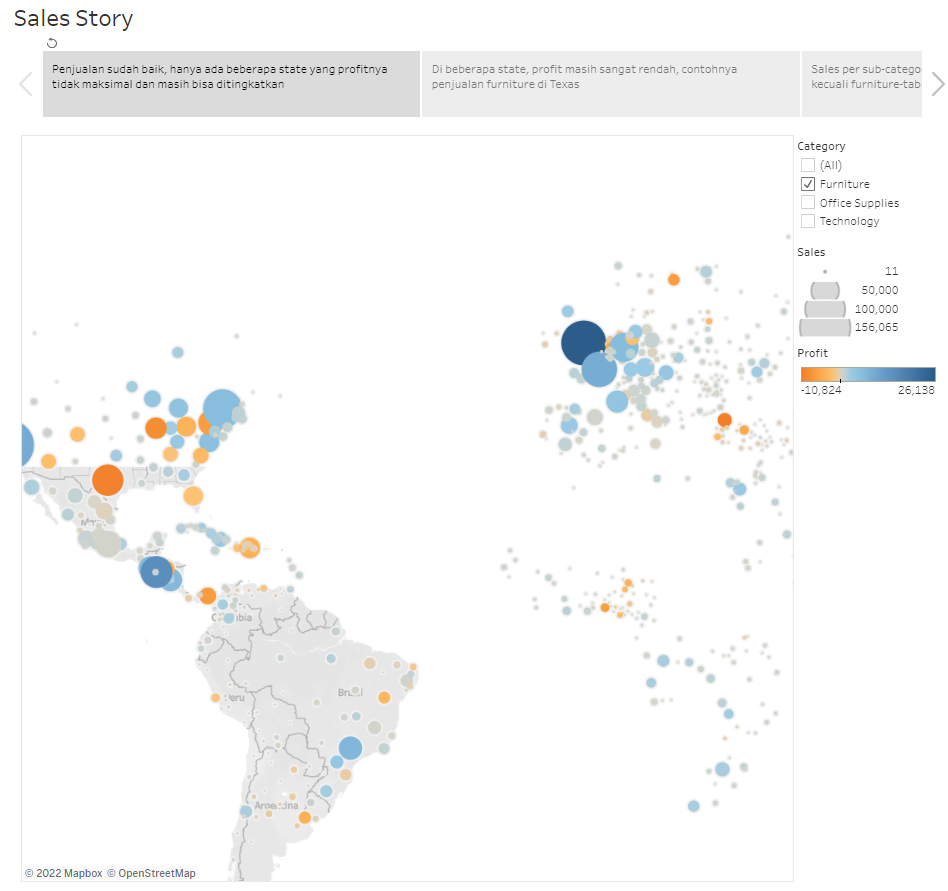 Sales Story
Penjualan sudah baik, hanya ada beberapa state yang profitnya
tidak maksimal dan masih bisa ditingkatkan
Di beberapa state, profit masih sangat rendah, contohnya
penjualan furniture di Texas
Sales per sub-catego
kecuali furniture-tab
Category
(All)
Furniture
Office Supplies
Technology
Sales
11
50,000
100,000
156,065
Profit
-10,824 26,138
Argentina
© 2022 Mapbox © OpenStreetMap